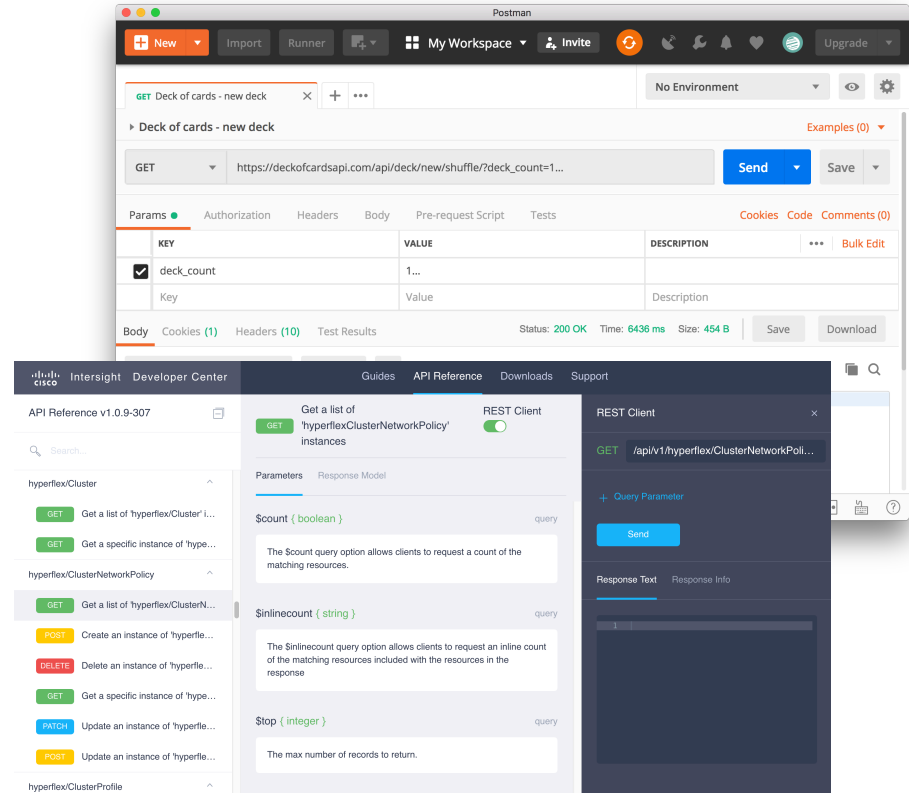 Postman
New
Import
Runner
My Workspace
Invite
Upgrade
GET Deck of cards - new deck
No Environment
Deck of cards - new deck
Examples (0)
GET
https://deckofcardsapi.com/api/deck/new/shuffle/?deck_count=1...
Send
Save
Params
Authorization
Headers
Body
Pre-request Script
Tests
Cookies
Code
Comments (0)
KEY
VALUE
DESCRIPTION
Bulk Edit
deck_count
1...
Key
Value
Description
Body
Cookies (1)
Headers (10)
Test Results
Status: 200 OK
Time: 6436 ms
Size: 454 B
Save
Download
cisco
Intersight Developer Center
Guides
API Reference
Downloads
Support
API Reference v1.0.9-307
Search...
hyperflex/Cluster
GET Get a list of 'hyperflex/Cluster' i...
GET Get a specific instance of 'hype...
hyperflex/ClusterNetworkPolicy
GET Get a list of 'hyperflex/ClusterN...
POST Create an instance of 'hyperfle...
DELETE Delete an instance of 'hyperfle...
GET Get a specific instance of 'hype...
PATCH Update an instance of 'hyperfle...
POST Update an instance of 'hyperfle...
hyperflex/ClusterProfile
GET
Get a list of
'hyperflexClusterNetworkPolicy'
instances
REST Client
Parameters
Response Model
$count { boolean }
query
The $count query option allows clients to request a count of the
matching resources.
$inlinecount { string }
query
The $inlinecount query option allows clients to request an inline count
of the matching resources included with the resources in the
response
$top { integer }
query
The max number of records to return.
REST Client
GET
/api/v1/hyperflex/ClusterNetworkPoli...
+ Query Parameter
Send
Response Text
Response Info
1